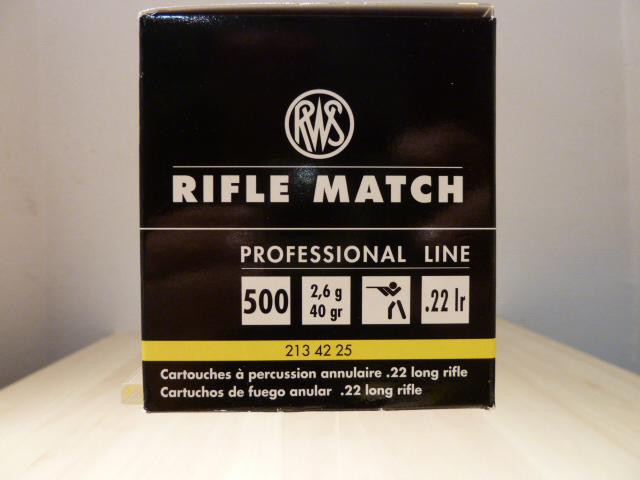 RWS
RIFLE MATCH
PROFESSIONAL LINE
500 2,6 g 40 gr .22 lr
213 42 25
Cartouches à percussion annulaire .22 long rifle
Cartuchos de fuego anular .22 long rifle